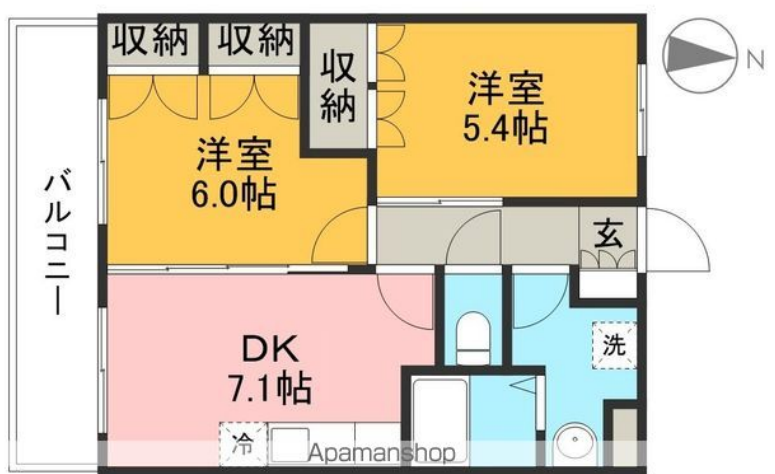 収納
収納
収納
洋室
5.4帖
N
洋室
6.0帖
バルコニー
玄
DK
7.1帖
洗
冷
Apamanshop